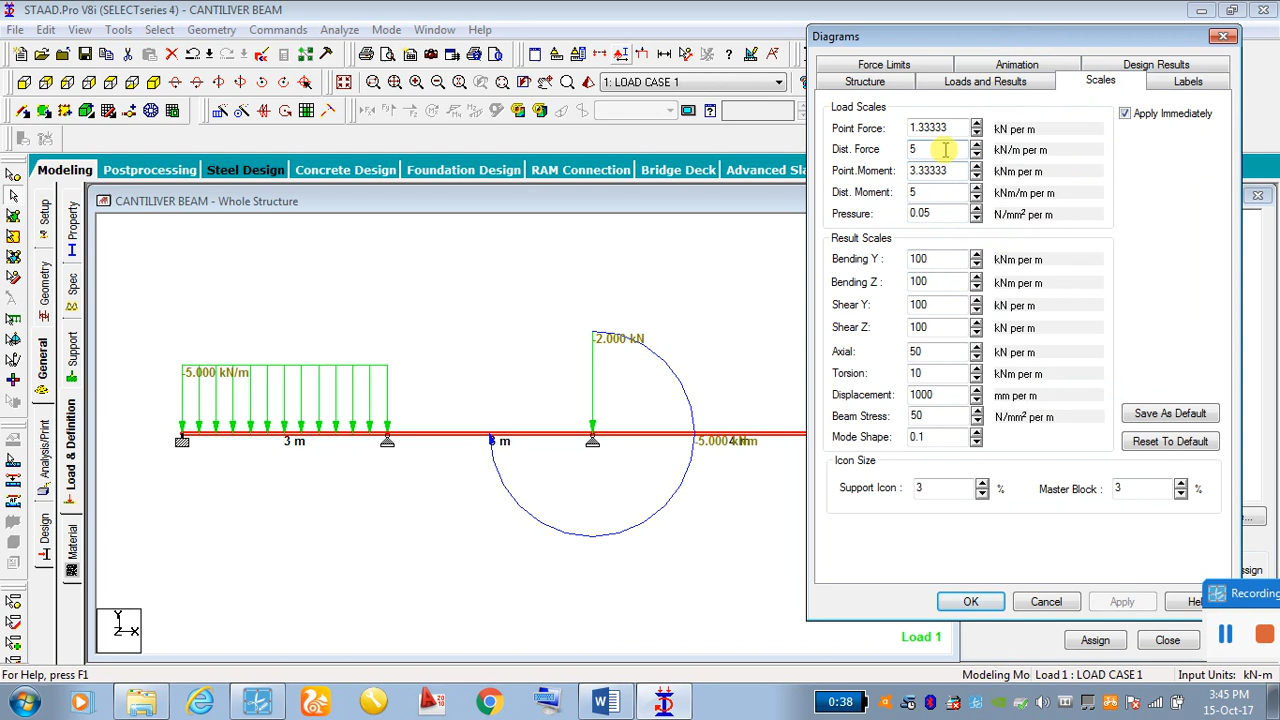 STAAD.Pro V8i (SELECTseries 4) - CANTILIVER BEAM
File Edit View Tools Select Geometry Commands Analyze Mode Window Help
1: LOAD CASE 1
Modeling Postprocessing Steel Design Concrete Design Foundation Design RAM Connection Bridge Deck Advanced Sla
CANTILIVER BEAM - Whole Structure
Setup
Geometry
General
Analysis/Print
Design
Property
Spec
Support
Load & Definition
Material
-5.000 kN/m
-2.000 kN
3 m
m
Y
Z X
Load 1
Diagrams
Force Limits Animation Design Results
Structure Loads and Results Scales Labels
Load Scales
Apply Immediately
Point Force: 1.33333 kN per m
Dist. Force 5 kN/m per m
Point.Moment: 3.33333 kNm per m
Dist. Moment: 5 kNm/m per m
Pressure: 0.05 N/mm² per m
Result Scales
Bending Y : 100 kNm per m
Bending Z : 100 kNm per m
Shear Y: 100 kN per m
Shear Z: 100 kN per m
Axial: 50 kN per m
Torsion: 10 kNm per m
Displacement: 1000 mm per m
Beam Stress: 50 N/mm² per m
Mode Shape: 0.1
Save As Default
Reset To Default
Icon Size
Support Icon : 3 % Master Block : 3 %
OK Cancel Apply Hel
Recording
...
ssign
Assign Close
For Help, press F1
Modeling Mo Load 1 : LOAD CASE 1 Input Units: kN-m
0:38
3:45 PM
15-Oct-17